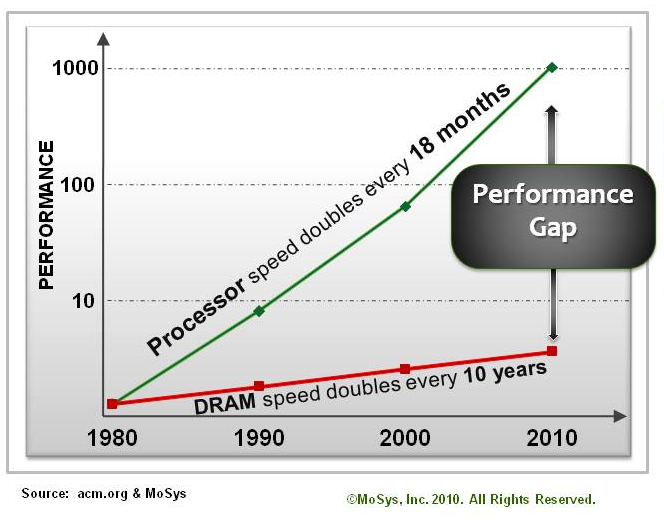 1000
100
10
PERFORMANCE
Processor speed doubles every 18 months
Performance
Gap
DRAM speed doubles every 10 years
1980
1990
2000
2010
Source: acm.org & MoSys
©MoSys, Inc. 2010. All Rights Reserved.